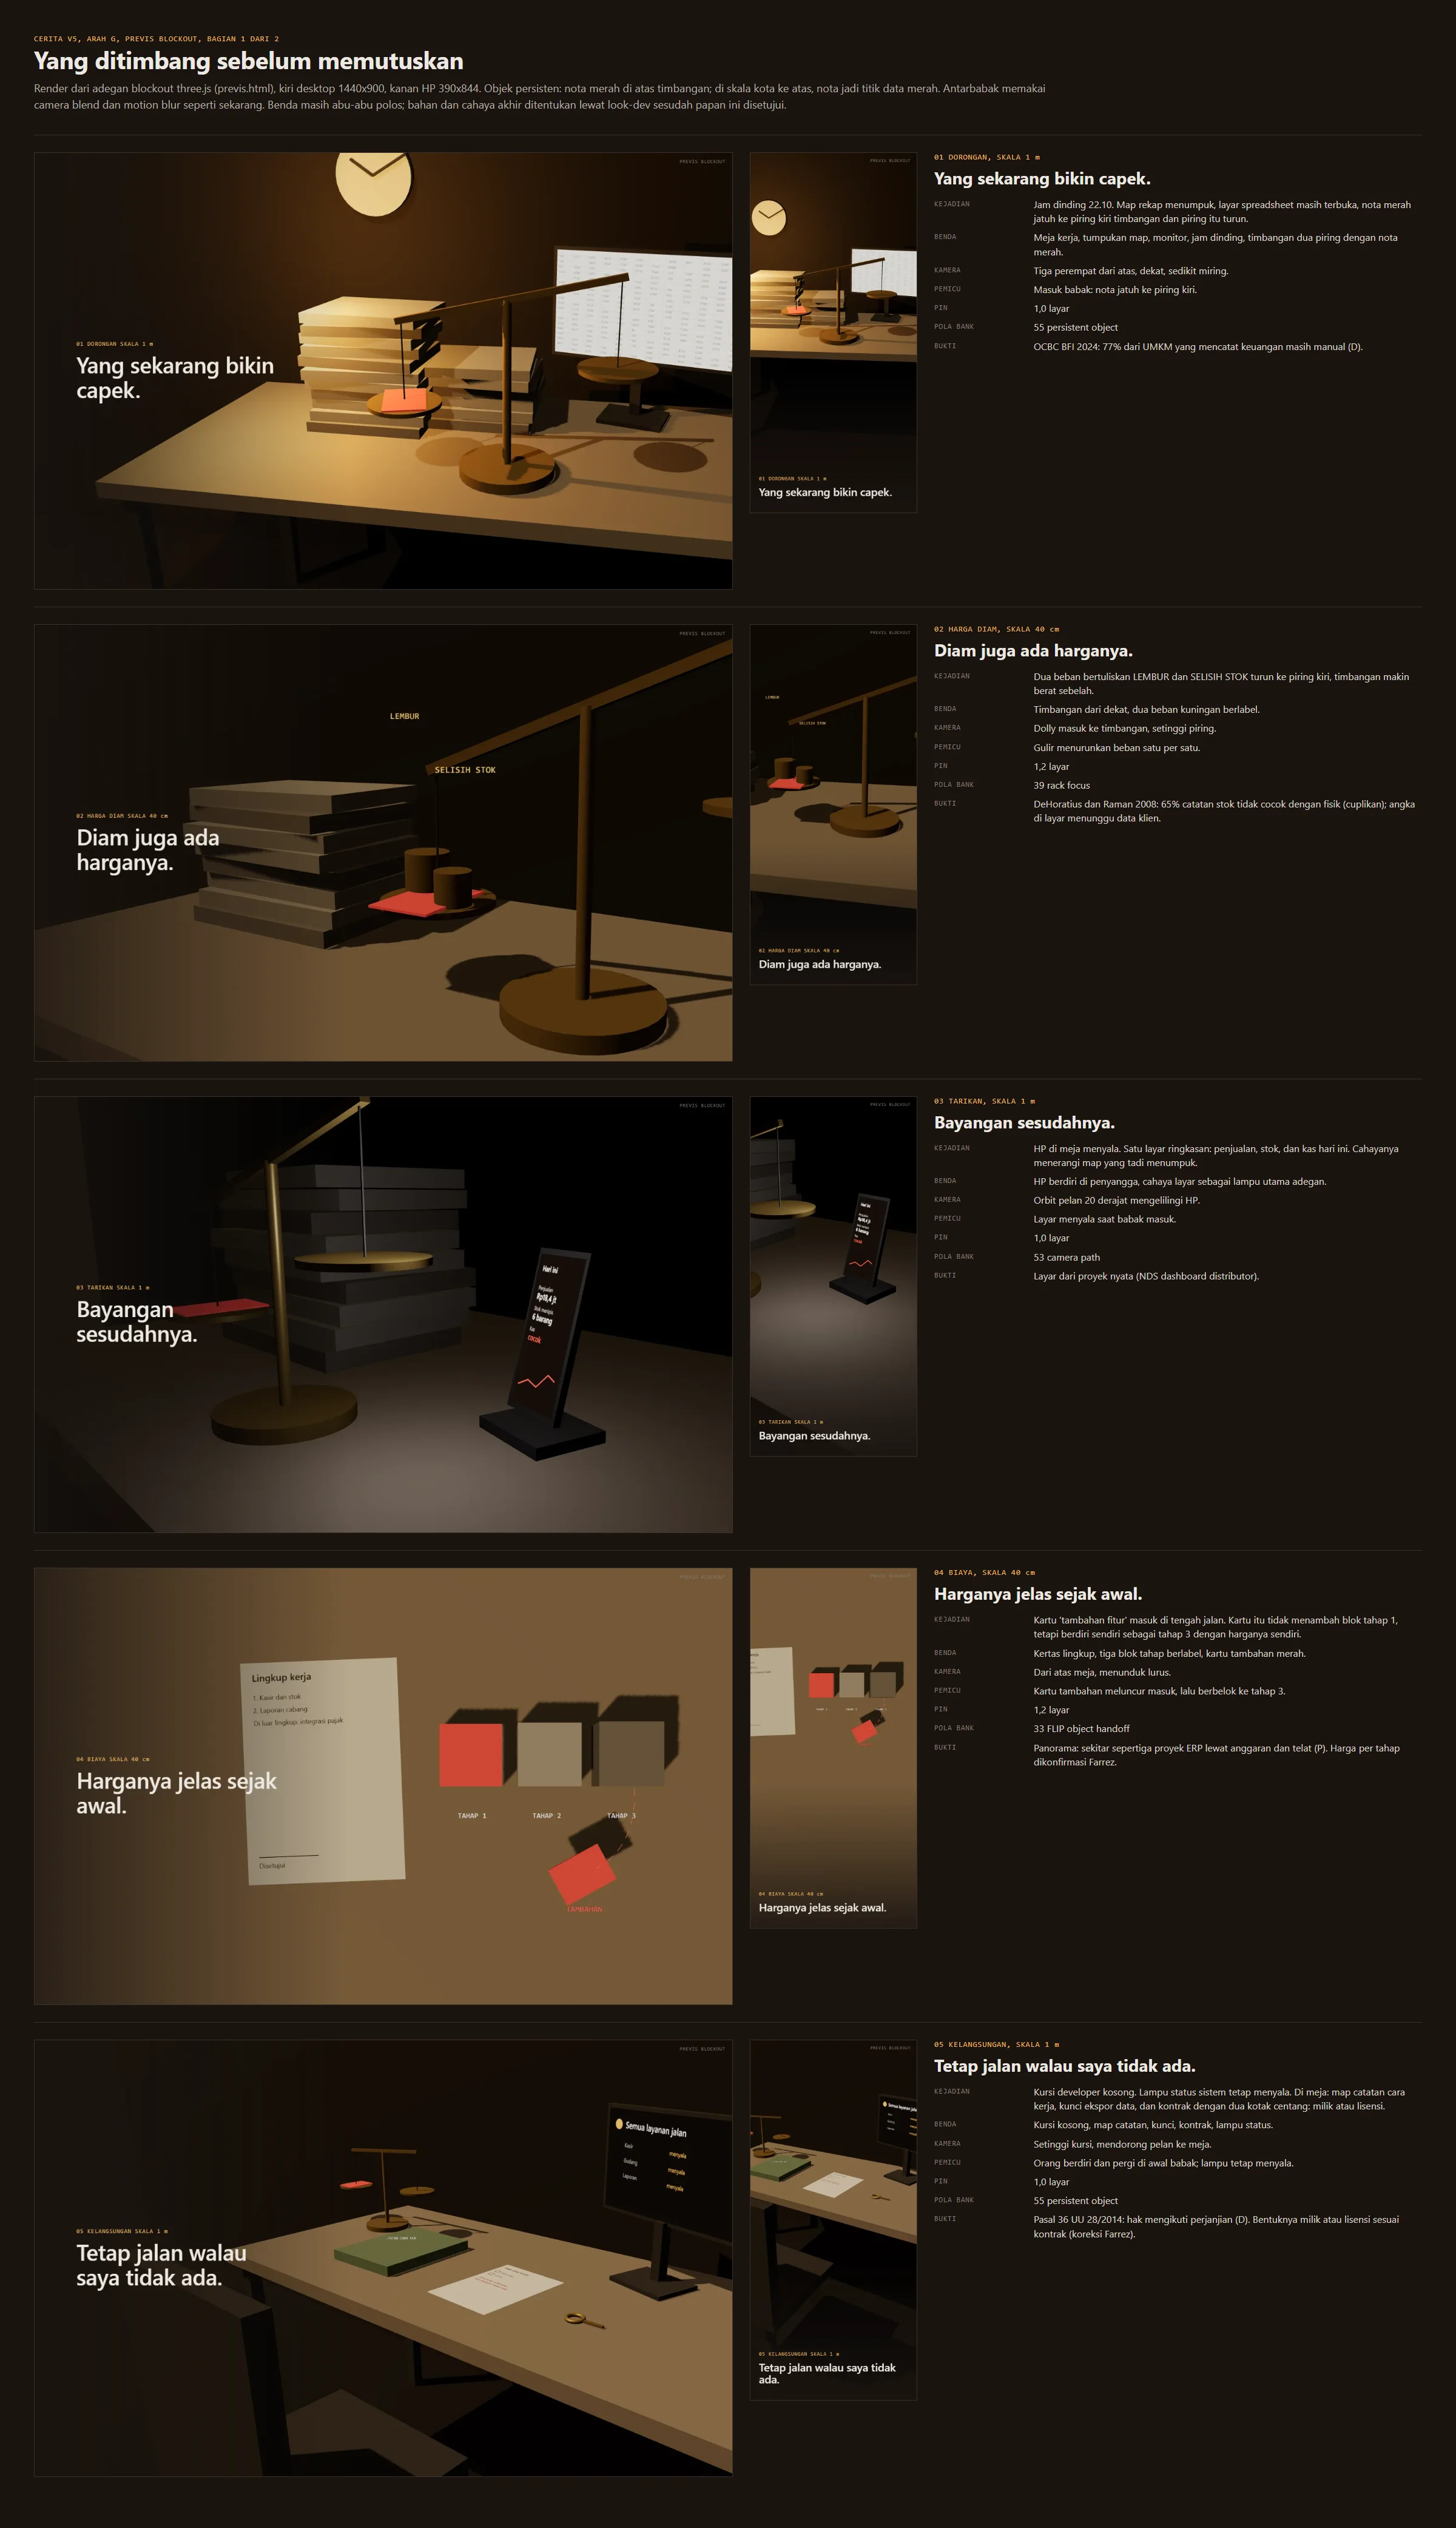 CERITA V5, ARAH G, PREVIS BLOCKOUT, BAGIAN 1 DARI 2
Yang ditimbang sebelum memutuskan
Render dari adegan blockout three.js (previs.html), kiri desktop 1440x900, kanan HP 390x844. Objek persisten: nota merah di atas timbangan; di skala kota ke atas, nota jadi titik data merah. Antarbabak memakai
camera blend dan motion blur seperti sekarang. Benda masih abu-abu polos; bahan dan cahaya akhir ditentukan lewat look-dev sesudah papan ini disetujui.
PREVIS BLOCKOUT
01 DORONGAN SKALA 1 m
Yang sekarang bikin
capek.
PREVIS BLOCKOUT
01 DORONGAN SKALA 1 m
Yang sekarang bikin capek.
01 DORONGAN, SKALA 1 m
Yang sekarang bikin capek.
KEJADIAN
Jam dinding 22.10. Map rekap menumpuk, layar spreadsheet masih terbuka, nota merah
jatuh ke piring kiri timbangan dan piring itu turun.
BENDA
Meja kerja, tumpukan map, monitor, jam dinding, timbangan dua piring dengan nota
merah.
KAMERA
Tiga perempat dari atas, dekat, sedikit miring.
PEMICU
Masuk babak: nota jatuh ke piring kiri.
PIN
1,0 layar
POLA BANK
55 persistent object
BUKTI
OCBC BFI 2024: 77% dari UMKM yang mencatat keuangan masih manual (D).
PREVIS BLOCKOUT
LEMBUR
SELISIH STOK
02 HARGA DIAM SKALA 40 cm
Diam juga ada
harganya.
PREVIS BLOCKOUT
LEMBUR
SELISIH STOK
02 HARGA DIAM SKALA 40 cm
Diam juga ada harganya.
02 HARGA DIAM, SKALA 40 cm
Diam juga ada harganya.
KEJADIAN
Dua beban bertuliskan LEMBUR dan SELISIH STOK turun ke piring kiri, timbangan makin
berat sebelah.
BENDA
Timbangan dari dekat, dua beban kuningan berlabel.
KAMERA
Dolly masuk ke timbangan, setinggi piring.
PEMICU
Gulir menurunkan beban satu per satu.
PIN
1,2 layar
POLA BANK
39 rack focus
BUKTI
DeHoratius dan Raman 2008: 65% catatan stok tidak cocok dengan fisik (cuplikan); angka
di layar menunggu data klien.
PREVIS BLOCKOUT
Hari ini
Penjualan
Rp18,4 jt
Stok menipis
6 barang
Kas
cocok
03 TARIKAN SKALA 1 m
Bayangan
sesudahnya.
PREVIS BLOCKOUT
Hari ini
Rp18,4 jt
6 barang
cocok
03 TARIKAN SKALA 1 m
Bayangan sesudahnya.
03 TARIKAN, SKALA 1 m
Bayangan sesudahnya.
KEJADIAN
HP di meja menyala. Satu layar ringkasan: penjualan, stok, dan kas hari ini. Cahayanya
menerangi map yang tadi menumpuk.
BENDA
HP berdiri di penyangga, cahaya layar sebagai lampu utama adegan.
KAMERA
Orbit pelan 20 derajat mengelilingi HP.
PEMICU
Layar menyala saat babak masuk.
PIN
1,0 layar
POLA BANK
53 camera path
BUKTI
Layar dari proyek nyata (NDS dashboard distributor).
PREVIS BLOCKOUT
Lingkup kerja
1. Kasir dan stok
2. Laporan cabang
Di luar lingkup: integrasi pajak
Disetujui
TAHAP 1
TAHAP 2
TAHAP 3
TAMBAHAN
04 BIAYA SKALA 40 cm
Harganya jelas sejak
awal.
PREVIS BLOCKOUT
04 BIAYA SKALA 40 cm
Harganya jelas sejak awal.
04 BIAYA, SKALA 40 cm
Harganya jelas sejak awal.
KEJADIAN
Kartu 'tambahan fitur' masuk di tengah jalan. Kartu itu tidak menambah blok tahap 1,
tetapi berdiri sendiri sebagai tahap 3 dengan harganya sendiri.
BENDA
Kertas lingkup, tiga blok tahap berlabel, kartu tambahan merah.
KAMERA
Dari atas meja, menunduk lurus.
PEMICU
Kartu tambahan meluncur masuk, lalu berbelok ke tahap 3.
PIN
1,2 layar
POLA BANK
33 FLIP object handoff
BUKTI
Panorama: sekitar sepertiga proyek ERP lewat anggaran dan telat (P). Harga per tahap
dikonfirmasi Farrez.
PREVIS BLOCKOUT
Semua layanan jalan
Kasir
menyala
Gudang
menyala
Laporan
menyala
05 KELANGSUNGAN SKALA 1 m
Tetap jalan walau
saya tidak ada.
PREVIS BLOCKOUT
Semua layanan jalan
05 KELANGSUNGAN SKALA 1 m
Tetap jalan walau saya tidak
ada.
05 KELANGSUNGAN, SKALA 1 m
Tetap jalan walau saya tidak ada.
KEJADIAN
Kursi developer kosong. Lampu status sistem tetap menyala. Di meja: map catatan cara
kerja, kunci ekspor data, dan kontrak dengan dua kotak centang: milik atau lisensi.
BENDA
Kursi kosong, map catatan, kunci, kontrak, lampu status.
KAMERA
Setinggi kursi, mendorong pelan ke meja.
PEMICU
Orang berdiri dan pergi di awal babak; lampu tetap menyala.
PIN
1,0 layar
POLA BANK
55 persistent object
BUKTI
Pasal 36 UU 28/2014: hak mengikuti perjanjian (D). Bentuknya milik atau lisensi sesuai
kontrak (koreksi Farrez).